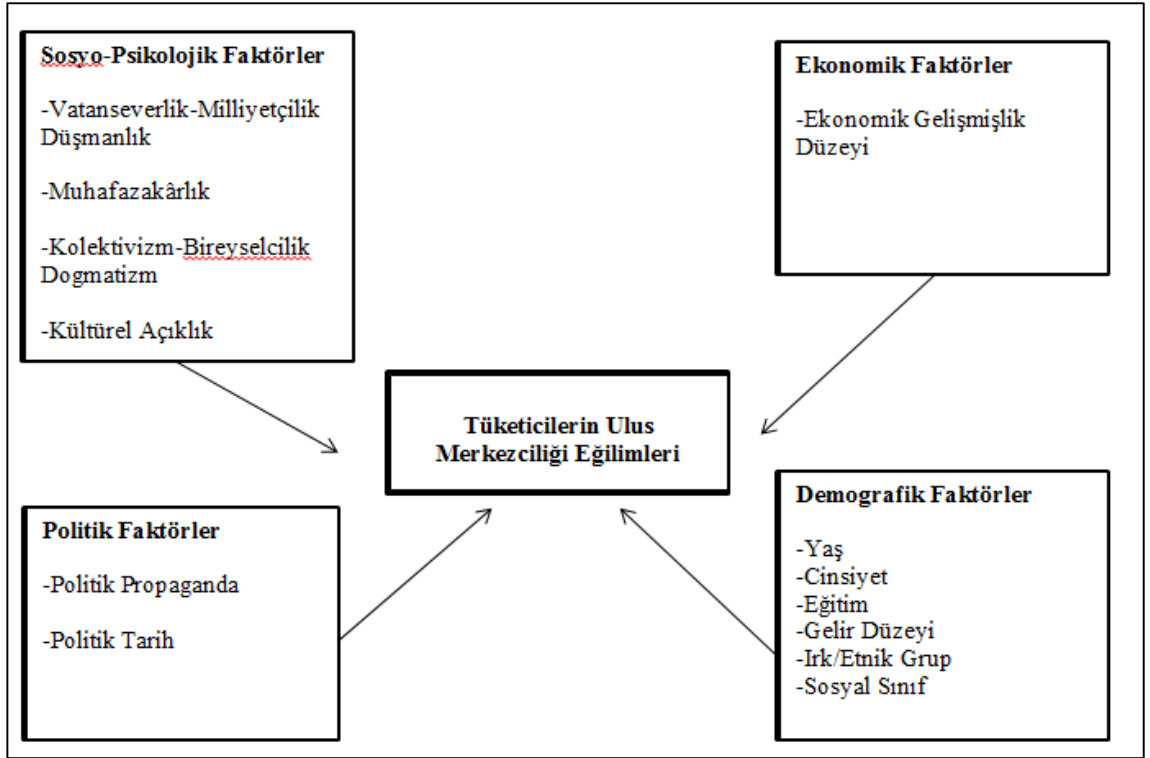 Sosyo-Psikolojik Faktörler
-Vatanseverlik-Milliyetçilik
Düşmanlık
-Muhafazakârlık
-Kolektivizm-Bireyselcilik
Dogmatizm
-Kültürel Açıklık
Ekonomik Faktörler
-Ekonomik Gelişmişlik
Düzeyi
Tüketicilerin Ulus
Merkezciliği Eğilimleri
Politik Faktörler
-Politik Propaganda
-Politik Tarih
Demografik Faktörler
-Yaş
-Cinsiyet
-Eğitim
-Gelir Düzeyi
-Irk/Etnik Grup
-Sosyal Sınıf